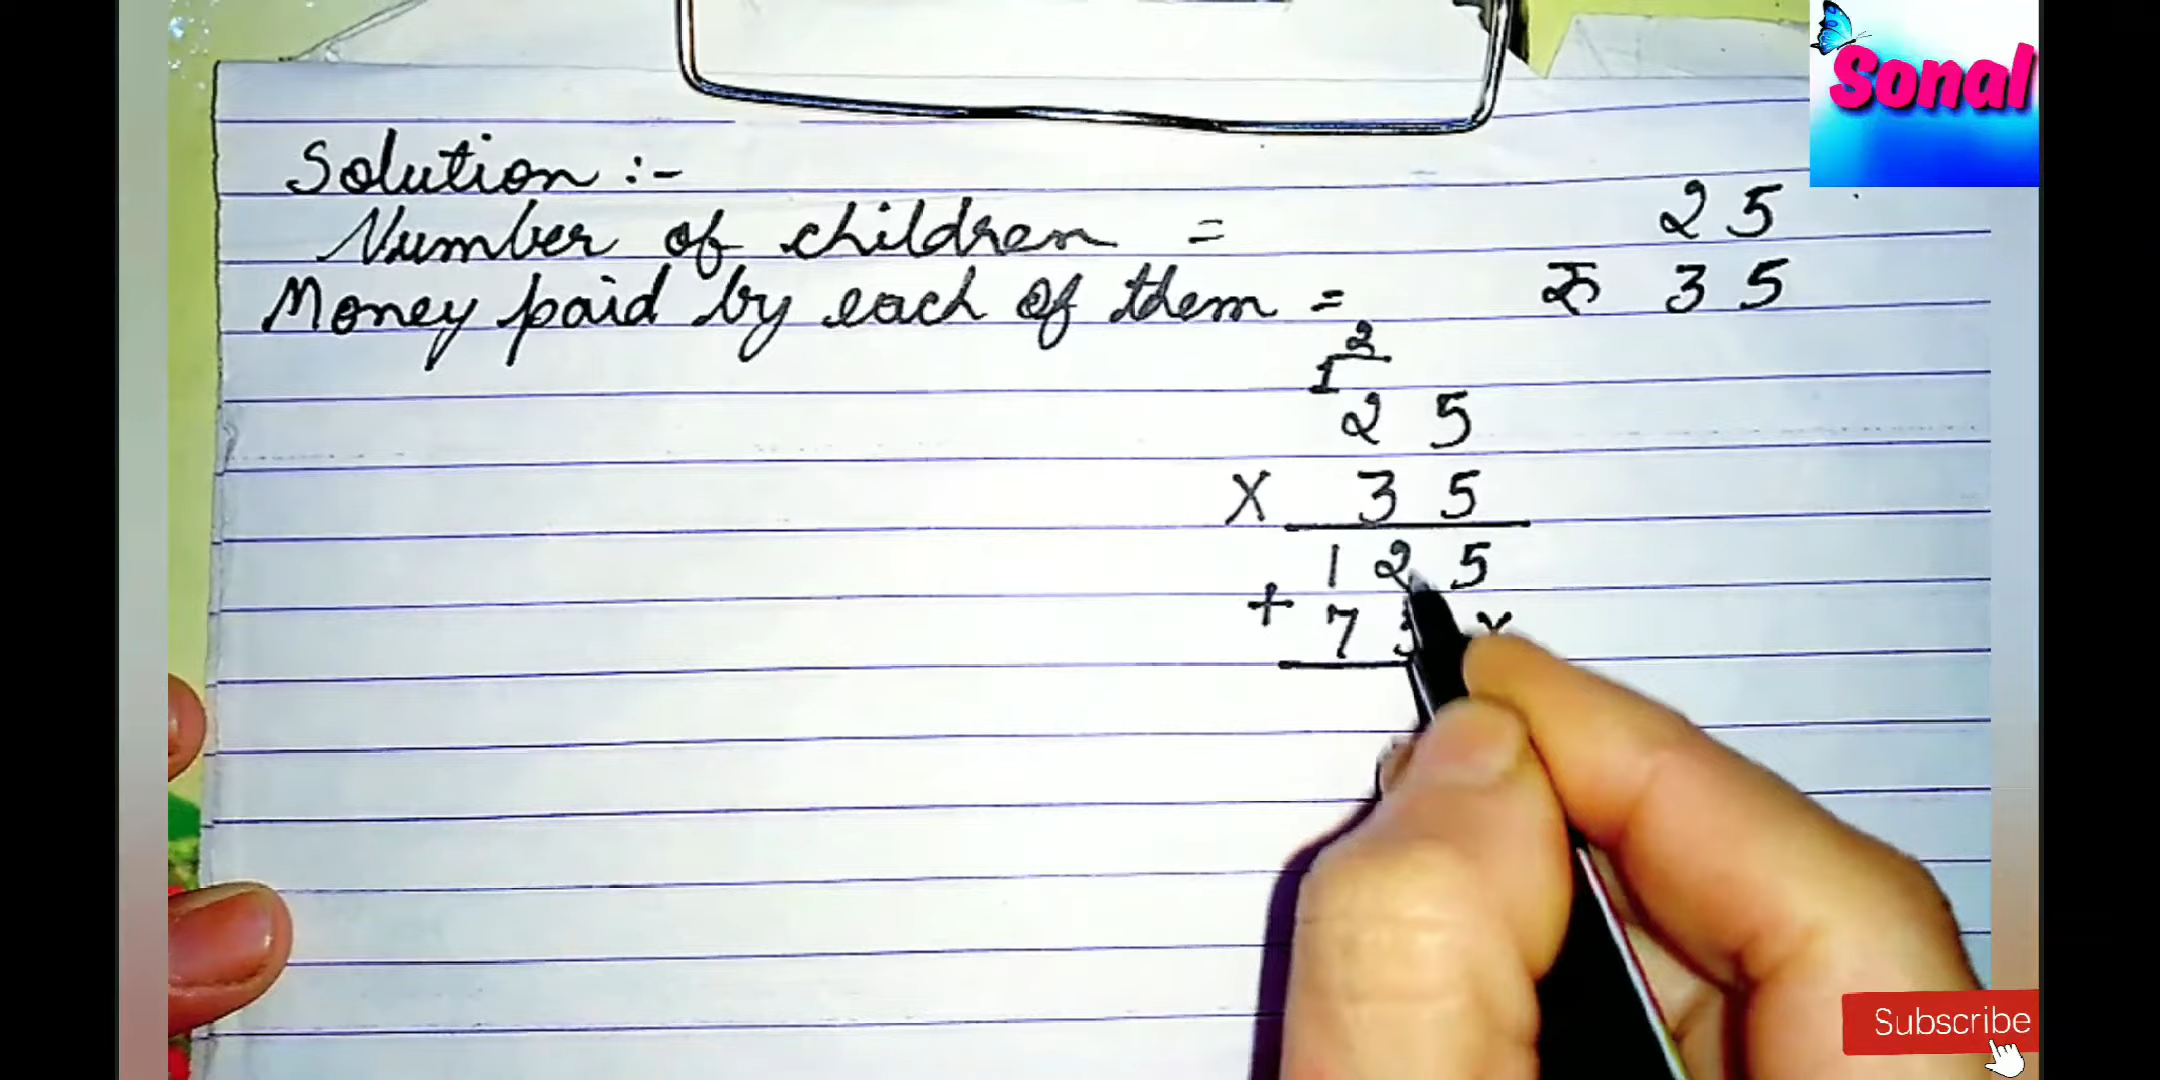 Sonal
Solution :-
Number of children = 25
Money paid by each of them = रु 35
2
1
25
X 35
125
+ 7 x
Subscribe